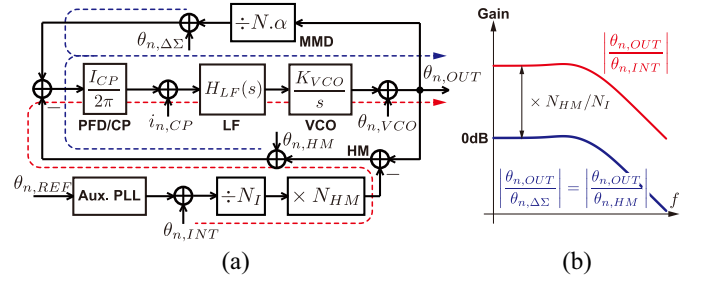 ÷N.α
MMD
θn,ΔΣ
ICP
2π
PFD/CP
in,CP
HLF(s)
LF
KVCO
s
VCO
θn,VCO
θn,OUT
θn,HM
HM
θn,REF
Aux. PLL
θn,INT
÷NI
× NHM
(a)
Gain
|θn,OUT/θn,INT|
× NHM/NI
0dB
|θn,OUT/θn,ΔΣ| = |θn,OUT/θn,HM|
f
(b)